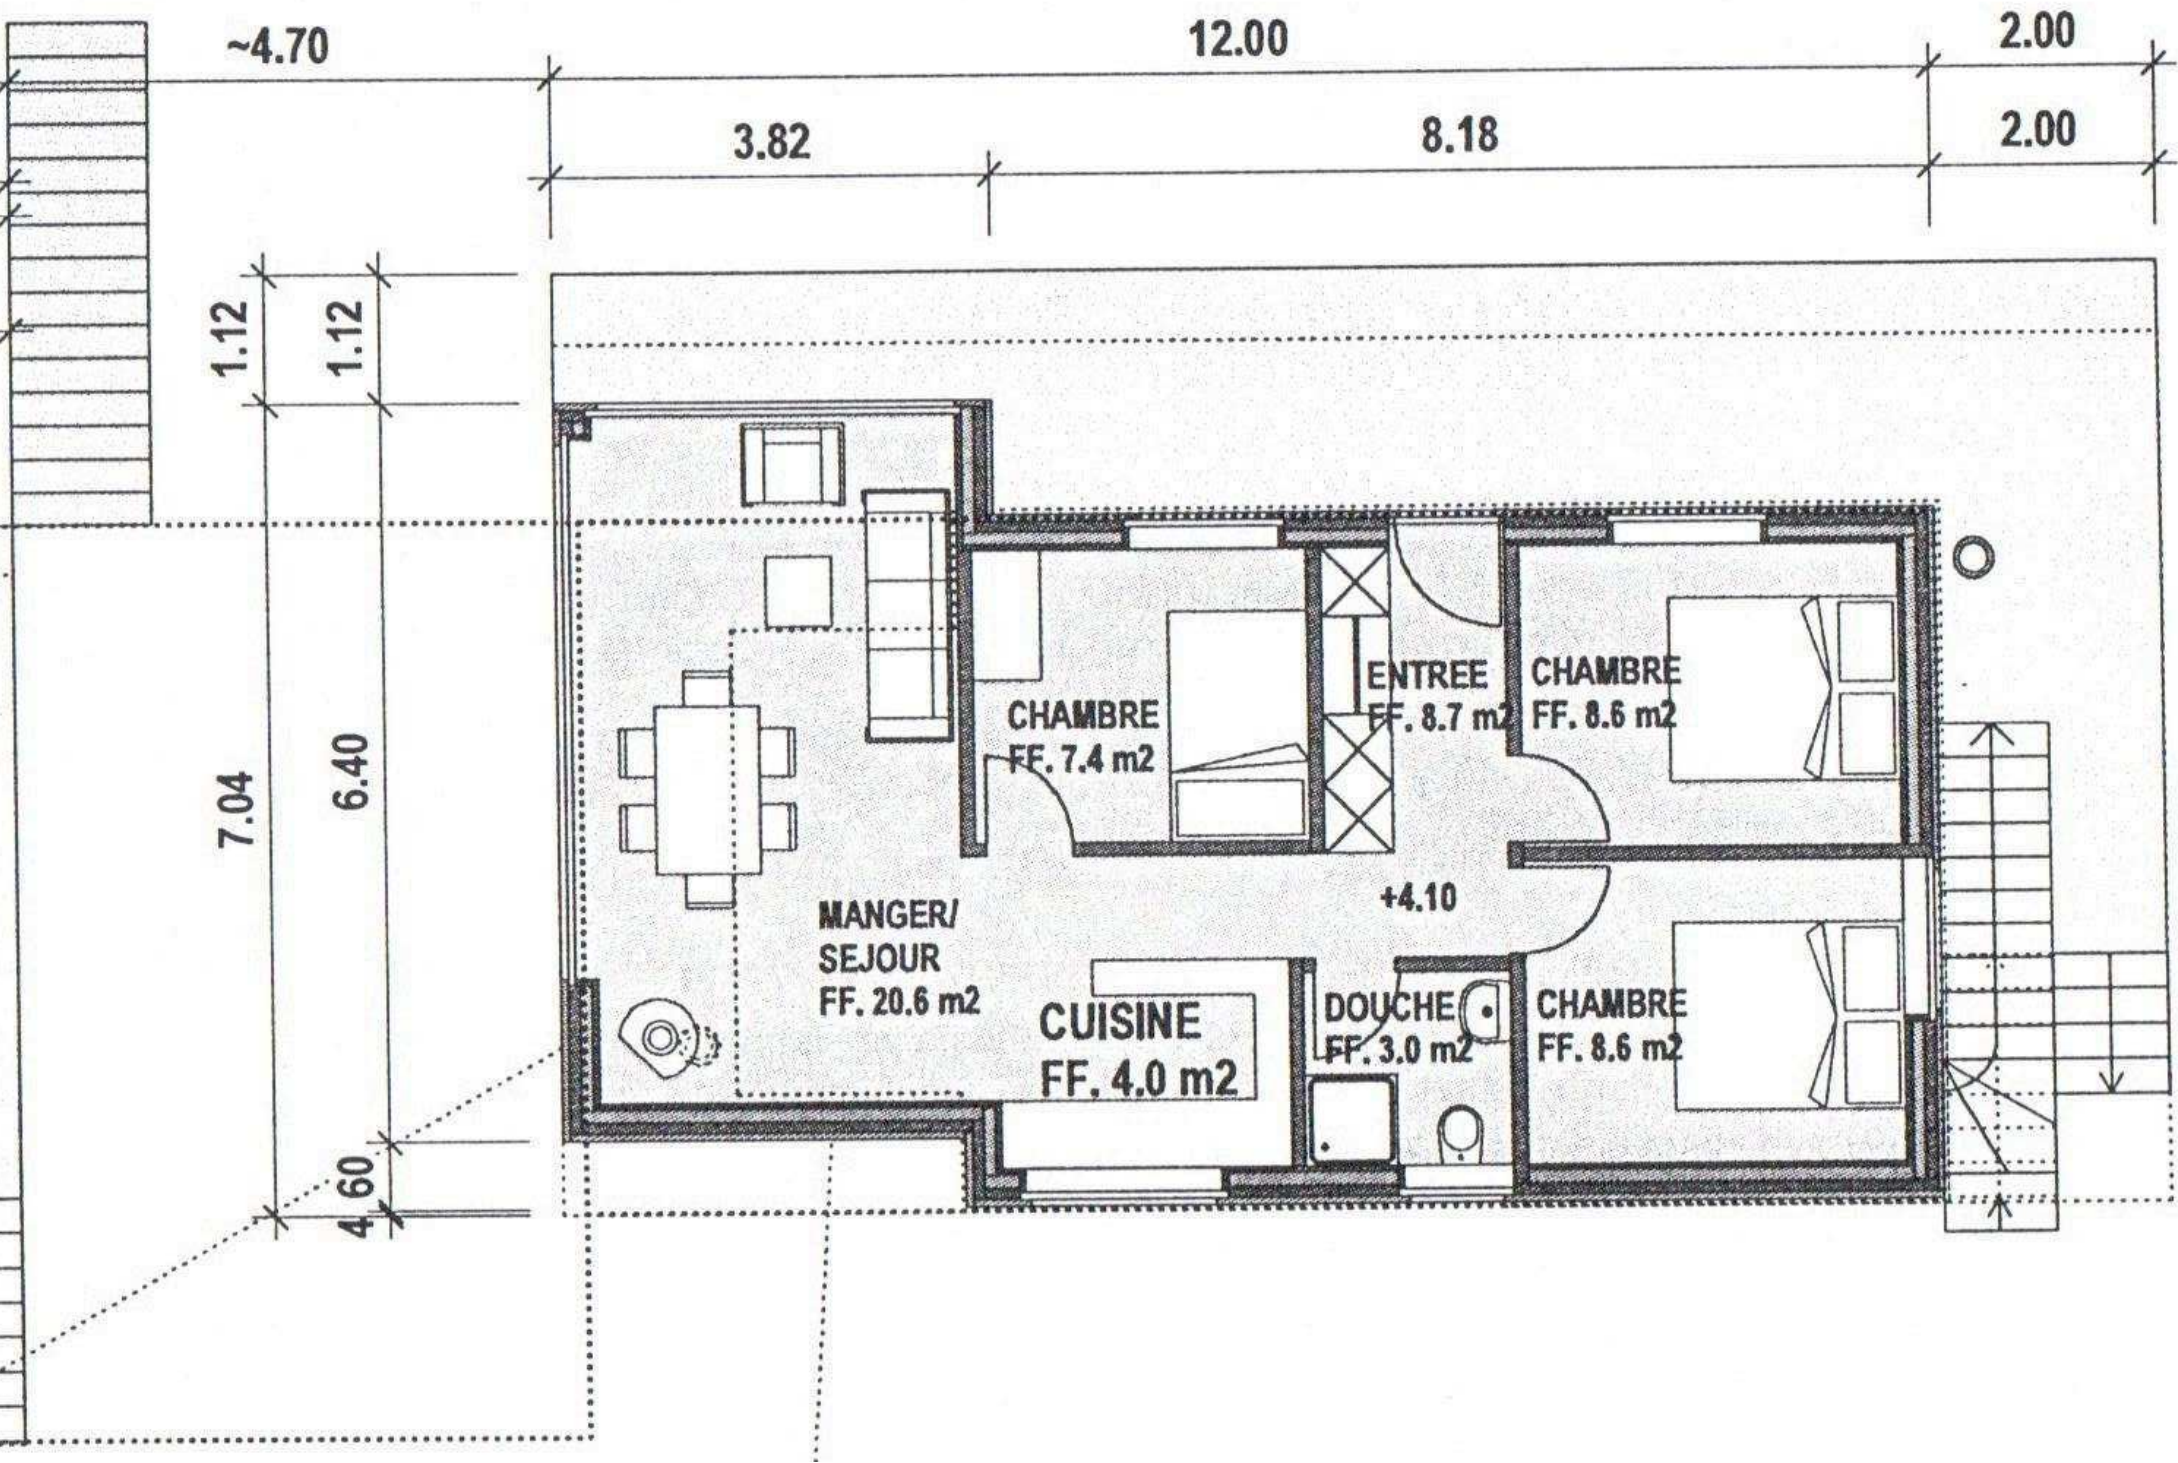 ~4.70
12.00
2.00
3.82
8.18
2.00
1.12
1.12
7.04
6.40
60
4
CHAMBRE
FF. 7.4 m2
ENTREE
FF. 8.7 m2
CHAMBRE
FF. 8.6 m2
+4.10
MANGER/
SEJOUR
FF. 20.6 m2
CUISINE
FF. 4.0 m2
DOUCHE
FF. 3.0 m2
CHAMBRE
FF. 8.6 m2